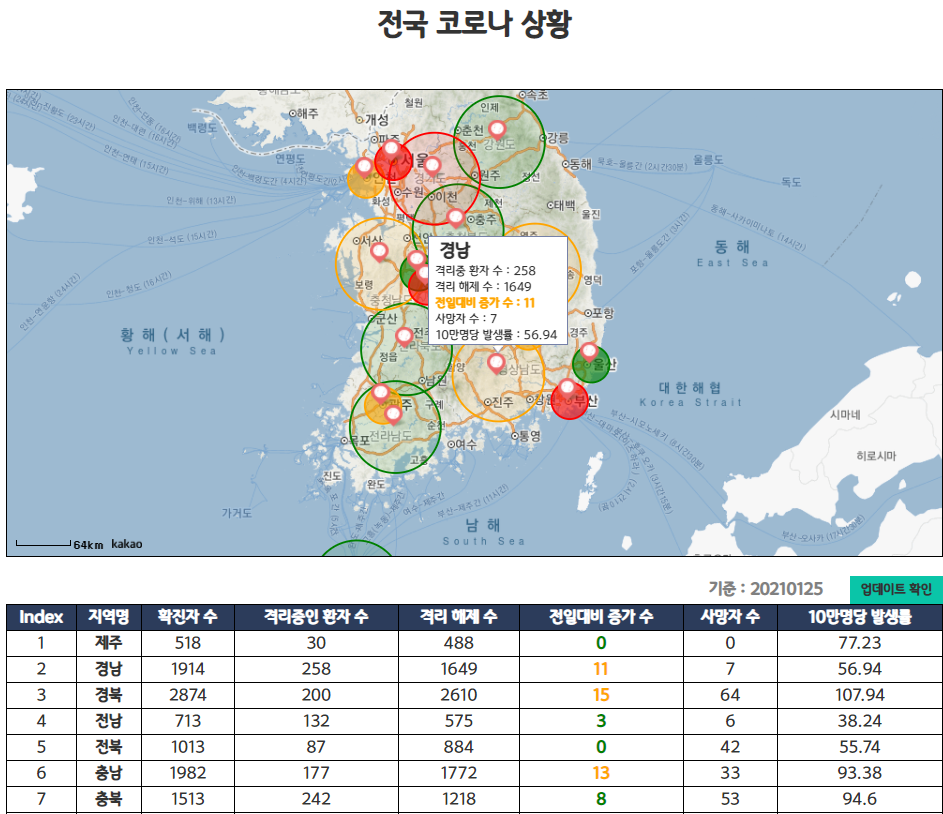 전국 코로나 상황
속초
철원
인제
해주
개성
백령도
파주
춘천
강원도
강릉
연평도
서울
동해
울릉도
경기도
원주
정선
독도
수원
이천
화성
제천
태백
울진
충주
서산
동해
East Sea
보령
영덕
충청남도
군산
포항
황해(서해)
Yellow Sea
경주
정읍
경상남도
울산
남원
대한해협
Korea Strait
구례
진주
창원
부산
시마네
전라남도
순천
목포
여수
통영
히로시마
고흥
진도
완도
가거도
남해
South Sea
64km kakao
경남
격리중 환자 수 : 258
격리 해제 수 : 1649
전일대비 증가 수 : 11
사망자 수 : 7
10만명당 발생률 : 56.94
기준 : 20210125 업데이트 확인
Index 지역명 확진자 수 격리중인 환자 수 격리 해제 수 전일대비 증가 수 사망자 수 10만명당 발생률
1 제주 518 30 488 0 0 77.23
2 경남 1914 258 1649 11 7 56.94
3 경북 2874 200 2610 15 64 107.94
4 전남 713 132 575 3 6 38.24
5 전북 1013 87 884 0 42 55.74
6 충남 1982 177 1772 13 33 93.38
7 충북 1513 242 1218 8 53 94.6